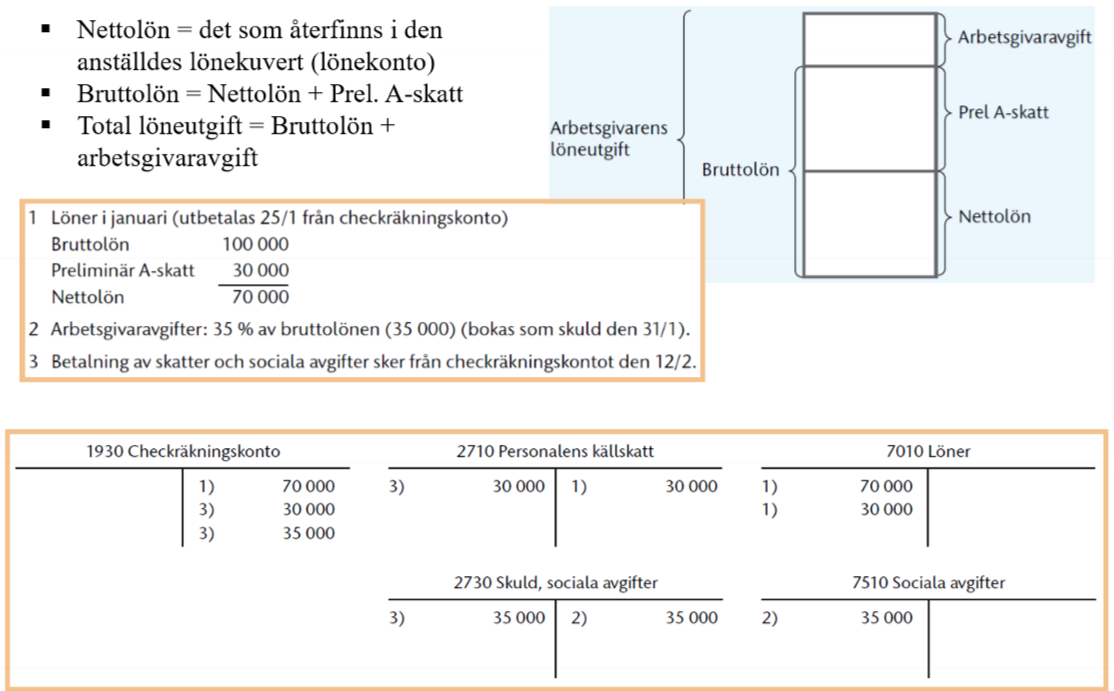 ▪ Nettolön = det som återfinns i den
anställdes lönekuvert (lönekonto)
▪ Bruttolön = Nettolön + Prel. A-skatt
▪ Total löneutgift = Bruttolön +
arbetsgivaravgift
Arbetsgivaravgift
Prel A-skatt
Arbetsgivarens
löneutgift
Bruttolön
Nettolön
1 Löner i januari (utbetalas 25/1 från checkräkningskonto)
Bruttolön 100 000
Preliminär A-skatt 30 000
Nettolön 70 000
2 Arbetsgivaravgifter: 35 % av bruttolönen (35 000) (bokas som skuld den 31/1).
3 Betalning av skatter och sociala avgifter sker från checkräkningskontot den 12/2.
1930 Checkräkningskonto
1) 70 000
3) 30 000
3) 35 000
2710 Personalens källskatt
3) 30 000 1) 30 000
7010 Löner
1) 70 000
1) 30 000
2730 Skuld, sociala avgifter
3) 35 000 2) 35 000
7510 Sociala avgifter
2) 35 000